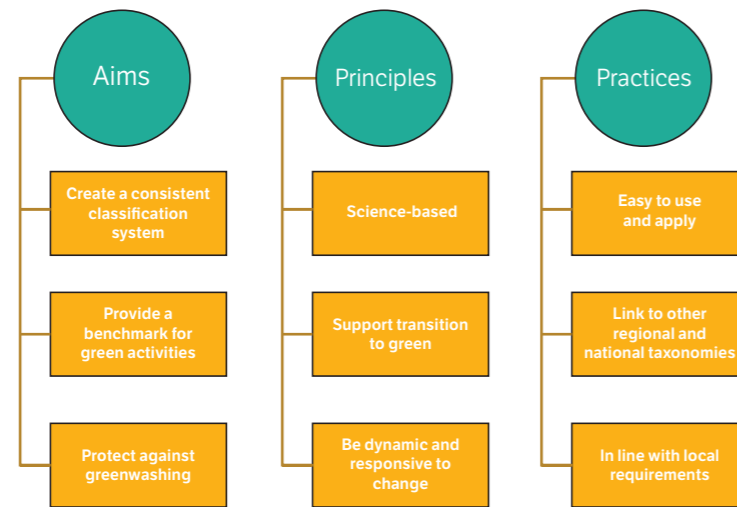 Aims
Create a consistent
classification
system
Provide a
benchmark for
green activities
Protect against
greenwashing
Principles
Science-based
Support transition
to green
Be dynamic and
responsive to
change
Practices
Easy to use
and apply
Link to other
regional and
national taxonomies
In line with local
requirements